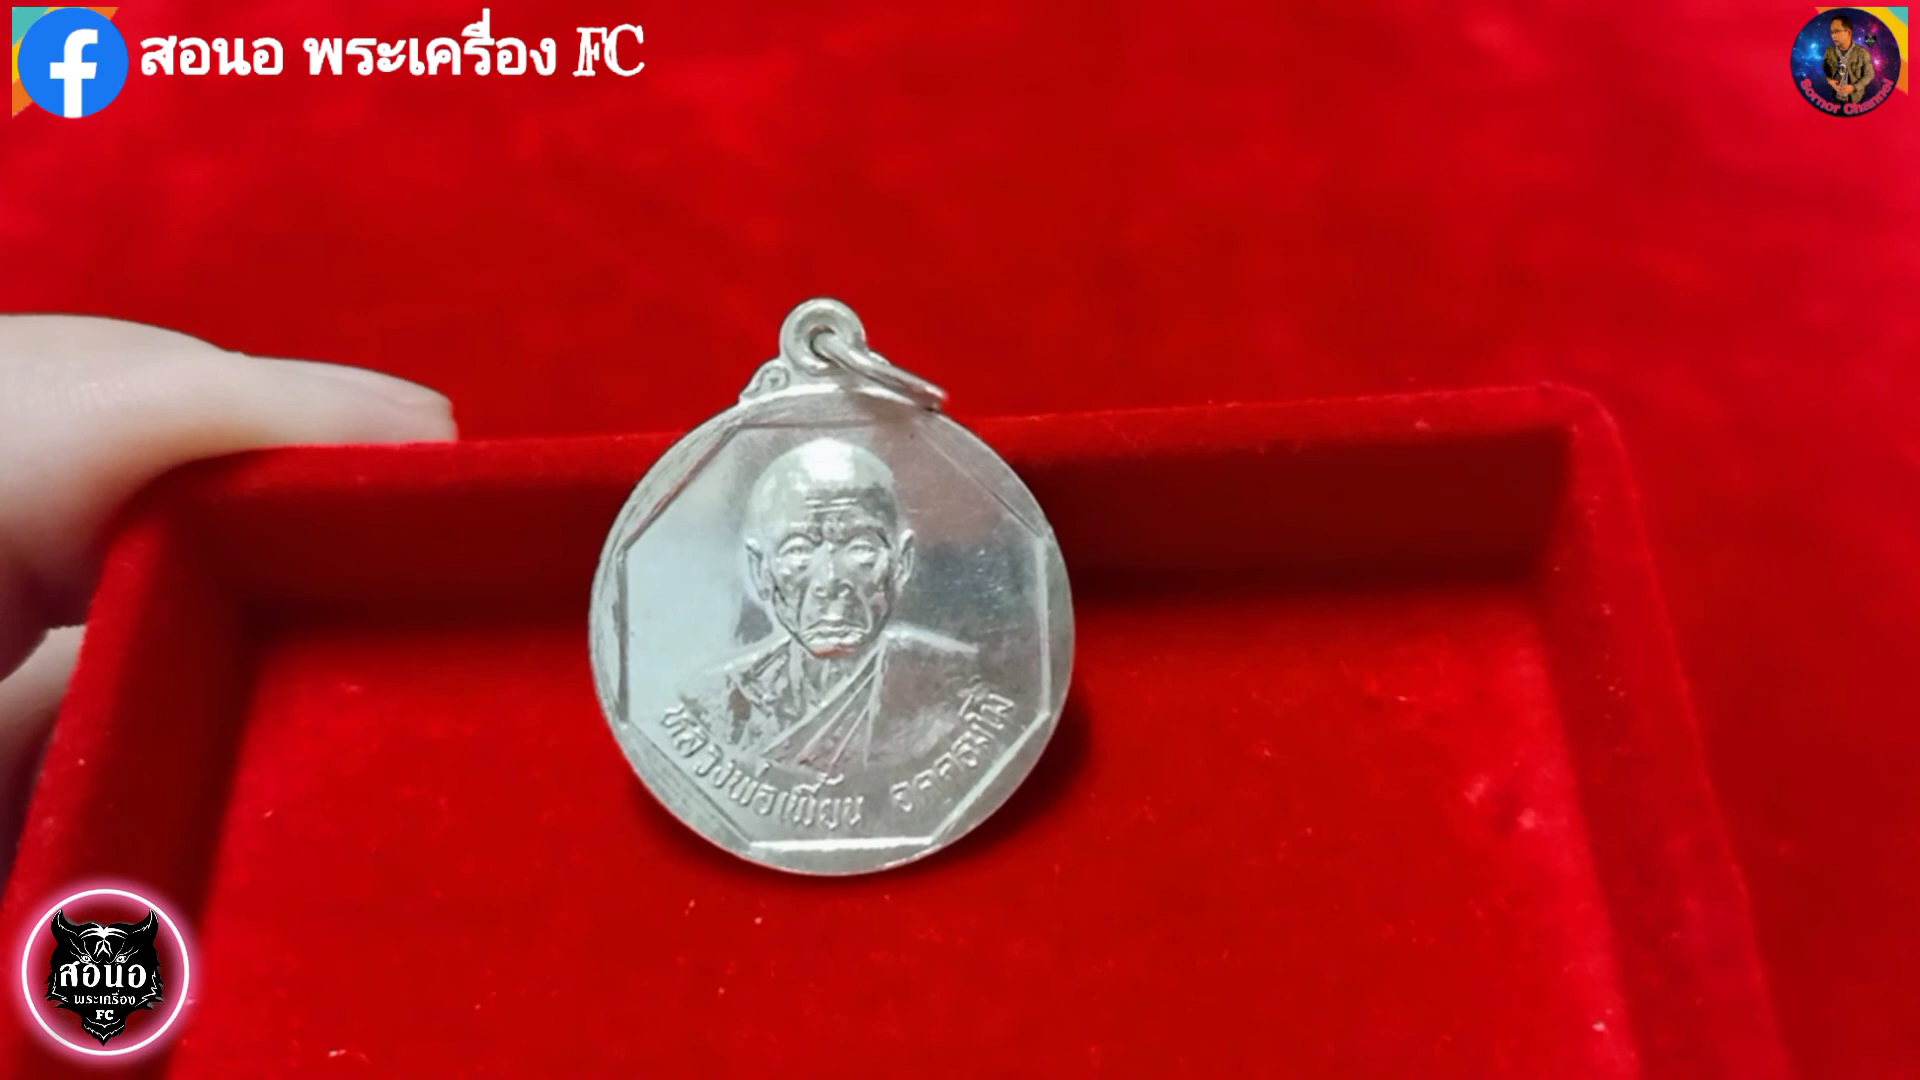 สอนอ พระเครื่อง FC
Sornor Channel
หลวงพ่อเพี้ยน อคฺคธมฺโม
สอนอ
พระเครื่อง
FC